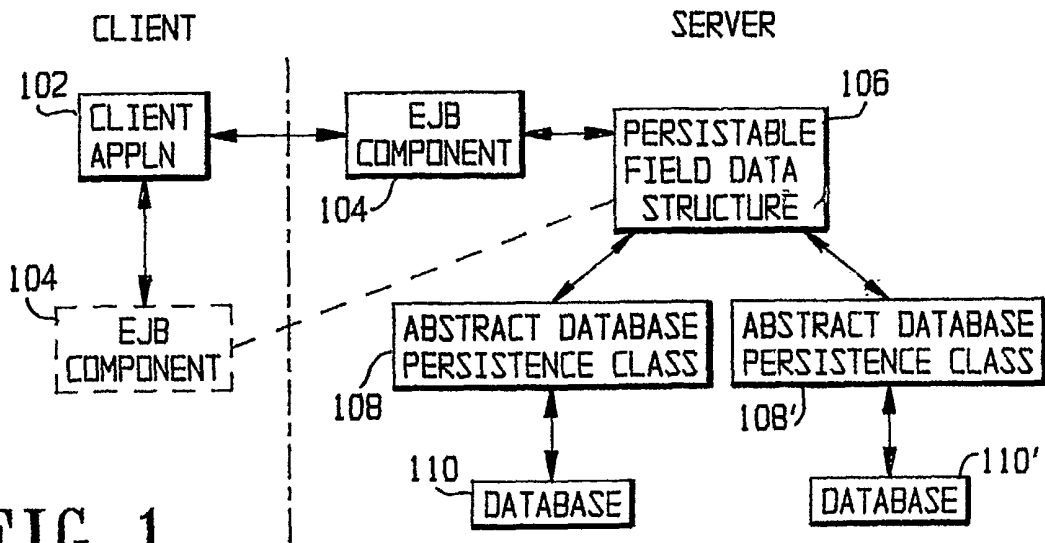 CLIENT
SERVER
102
CLIENT
APPLN
EJB
COMPONENT
104
106
PERSISTABLE
FIELD DATA
STRUCTURE
104
EJB
COMPONENT
ABSTRACT DATABASE
PERSISTENCE CLASS
108
ABSTRACT DATABASE
PERSISTENCE CLASS
108'
110
DATABASE
110'
DATABASE
FIG. 1